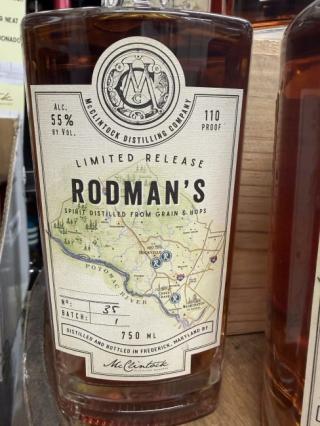 McCLINTOCK DISTILLING COMPANY
ALC.
55%
BY VOL.
110
PROOF
LIMITED RELEASE
RODMAN'S
SPIRIT DISTILLED FROM GRAIN & HOPS
POTOMAC RIVER
Nº: 35
BATCH: 1
750 ML
DISTILLED AND BOTTLED IN FREDERICK, MARYLAND BY
McClintock